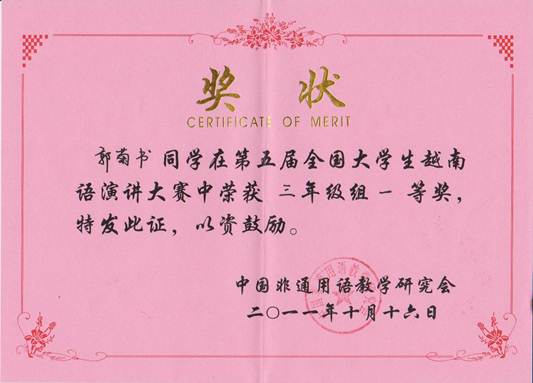 奖 状
CERTIFICATE OF MERIT
郭菊书 同学在第五届全国大学生越南
语演讲大赛中荣获 三年级组 一 等奖，
特发此证，以资鼓励。
中国非通用语教学研究会
二〇一一年十月十六日